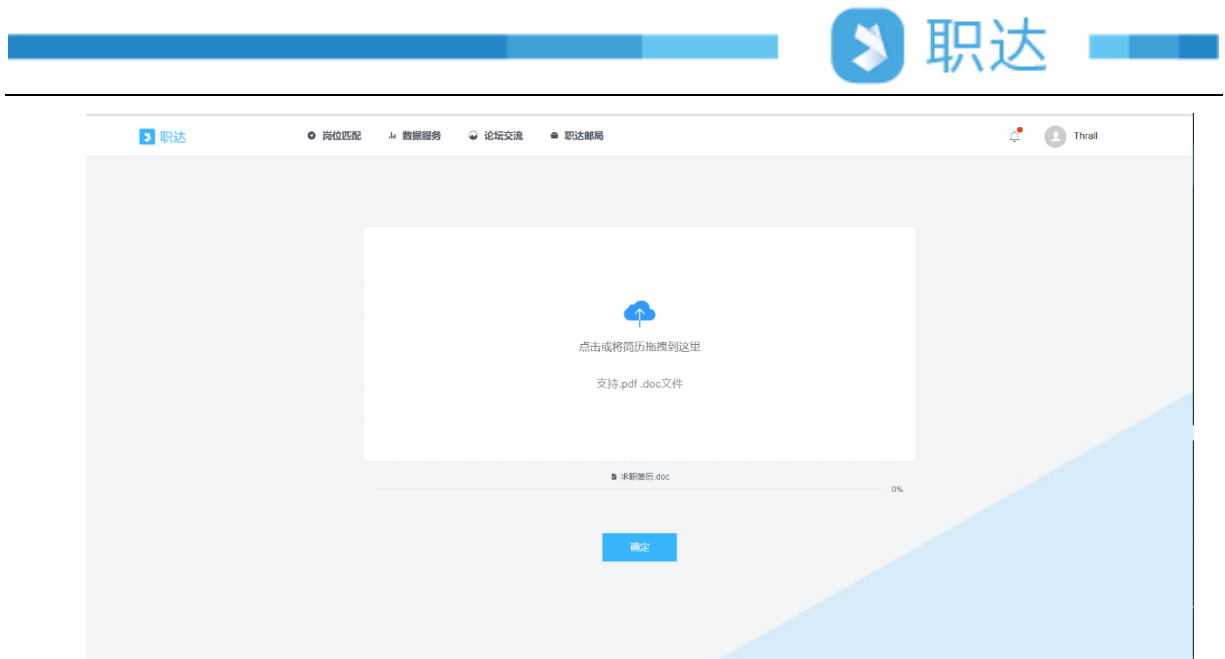 职达
职达
岗位匹配 数据服务 论坛交流 职达邮局
Thrall
点击或将简历拖拽到这里
支持.pdf .doc文件
求职简历.doc
0%
确定